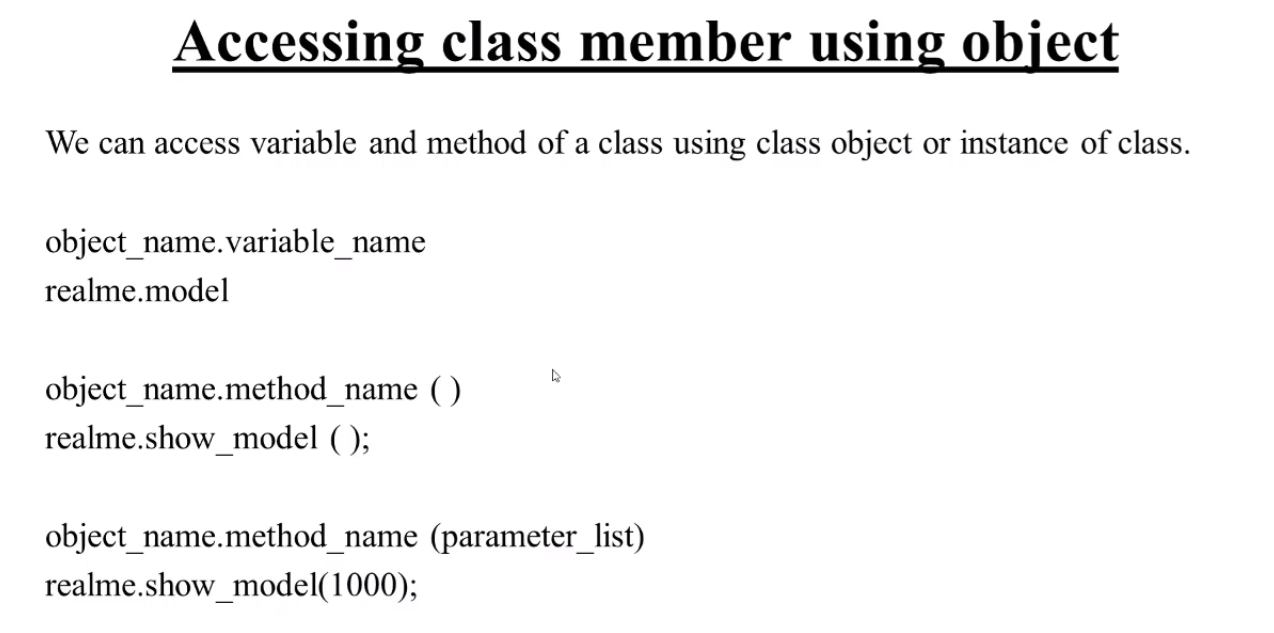 Accessing class member using object
We can access variable and method of a class using class object or instance of class.
object_name.variable_name
realme.model
object_name.method_name ( )
realme.show_model ( );
object_name.method_name (parameter_list)
realme.show_model(1000);